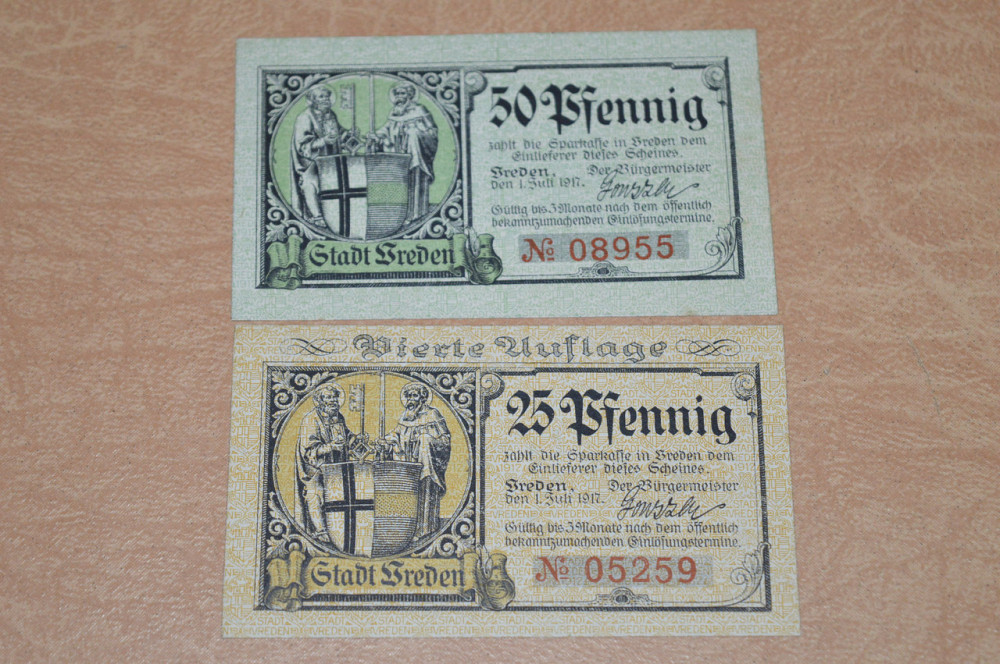 50 Pfennig
zahlt die Sparkasse in Vreden dem
Einlieferer dieses Scheines.
Vreden, Der Bürgermeister
den 1. Juli 1917.
Gültig bis 3 Monate nach dem öffentlich
bekanntzumachenden Einlösungstermine.
Stadt Vreden
№ 08955
Vierte Auflage
25 Pfennig
zahlt die Sparkasse in Vreden dem
Einlieferer dieses Scheines.
Vreden, Der Bürgermeister
den 1. Juli 1917.
Gültig bis 3 Monate nach dem öffentlich
bekanntzumachenden Einlösungstermine.
Stadt Vreden
№ 05259